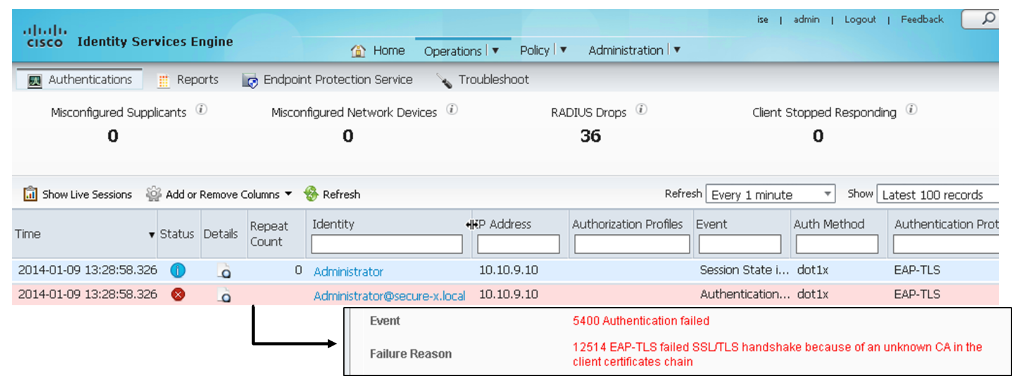 ise | admin | Logout | Feedback
CISCO Identity Services Engine
Home Operations ▼ Policy ▼ Administration ▼
Authentications Reports Endpoint Protection Service Troubleshoot
Misconfigured Supplicants Misconfigured Network Devices RADIUS Drops Client Stopped Responding
0 0 36 0
Show Live Sessions Add or Remove Columns ▼ Refresh Refresh Every 1 minute Show Latest 100 records
Time Status Details Repeat Count Identity IP Address Authorization Profiles Event Auth Method Authentication Prot
2014-01-09 13:28:58.326 0 Administrator 10.10.9.10 Session State i... dot1x EAP-TLS
2014-01-09 13:28:58.326 Administrator@secure-x.local 10.10.9.10 Authentication... dot1x EAP-TLS
Event 5400 Authentication failed
Failure Reason 12514 EAP-TLS failed SSL/TLS handshake because of an unknown CA in the
client certificates chain